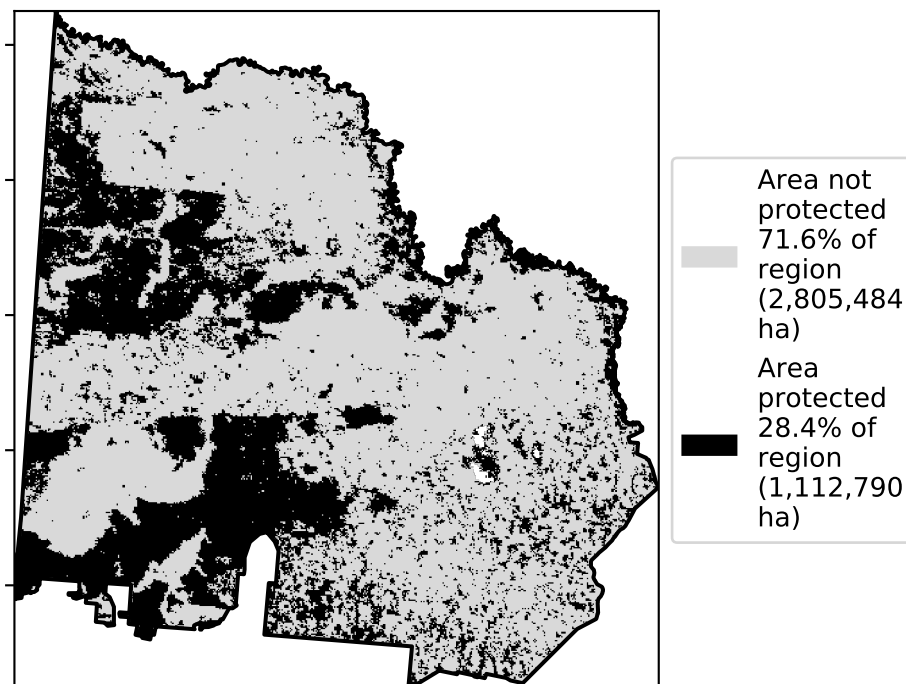 Area not
protected
71.6% of
region
(2,805,484
ha)
Area
protected
28.4% of
region
(1,112,790
ha)